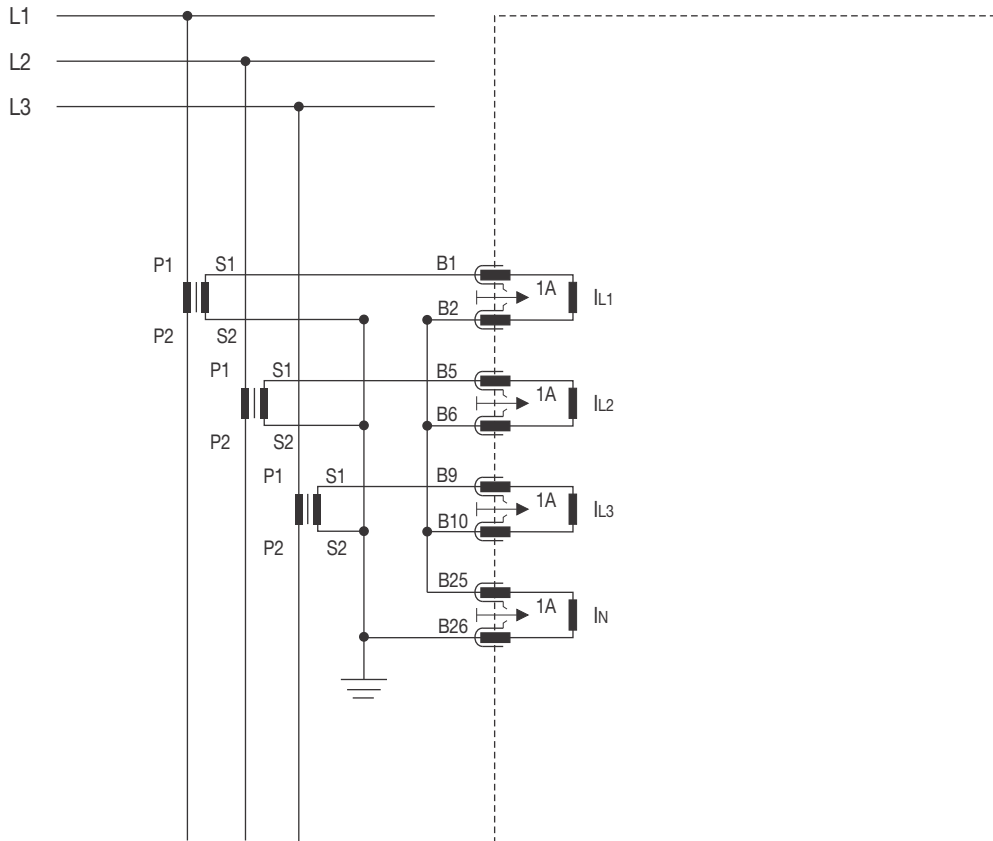 L1
L2
L3
P1 S1 B1 1A IL1
P2 S2 B2
P1 S1 B5 1A IL2
P2 S2 B6
P1 S1 B9 1A IL3
P2 S2 B10
B25 1A IN
B26